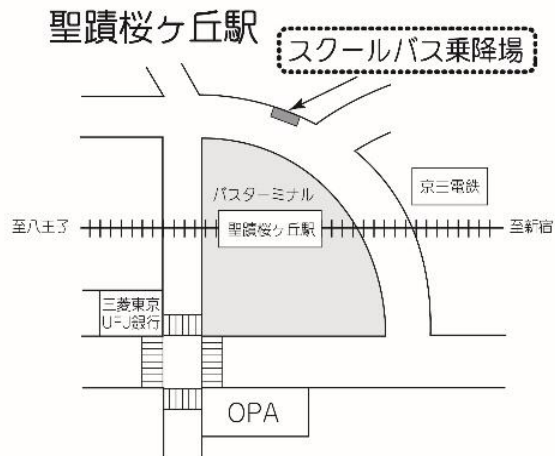 聖蹟桜ヶ丘駅
スクールバス乗降場
バスターミナル
京王電鉄
至八王子
聖蹟桜ヶ丘駅
至新宿
三菱東京
UFJ銀行
OPA